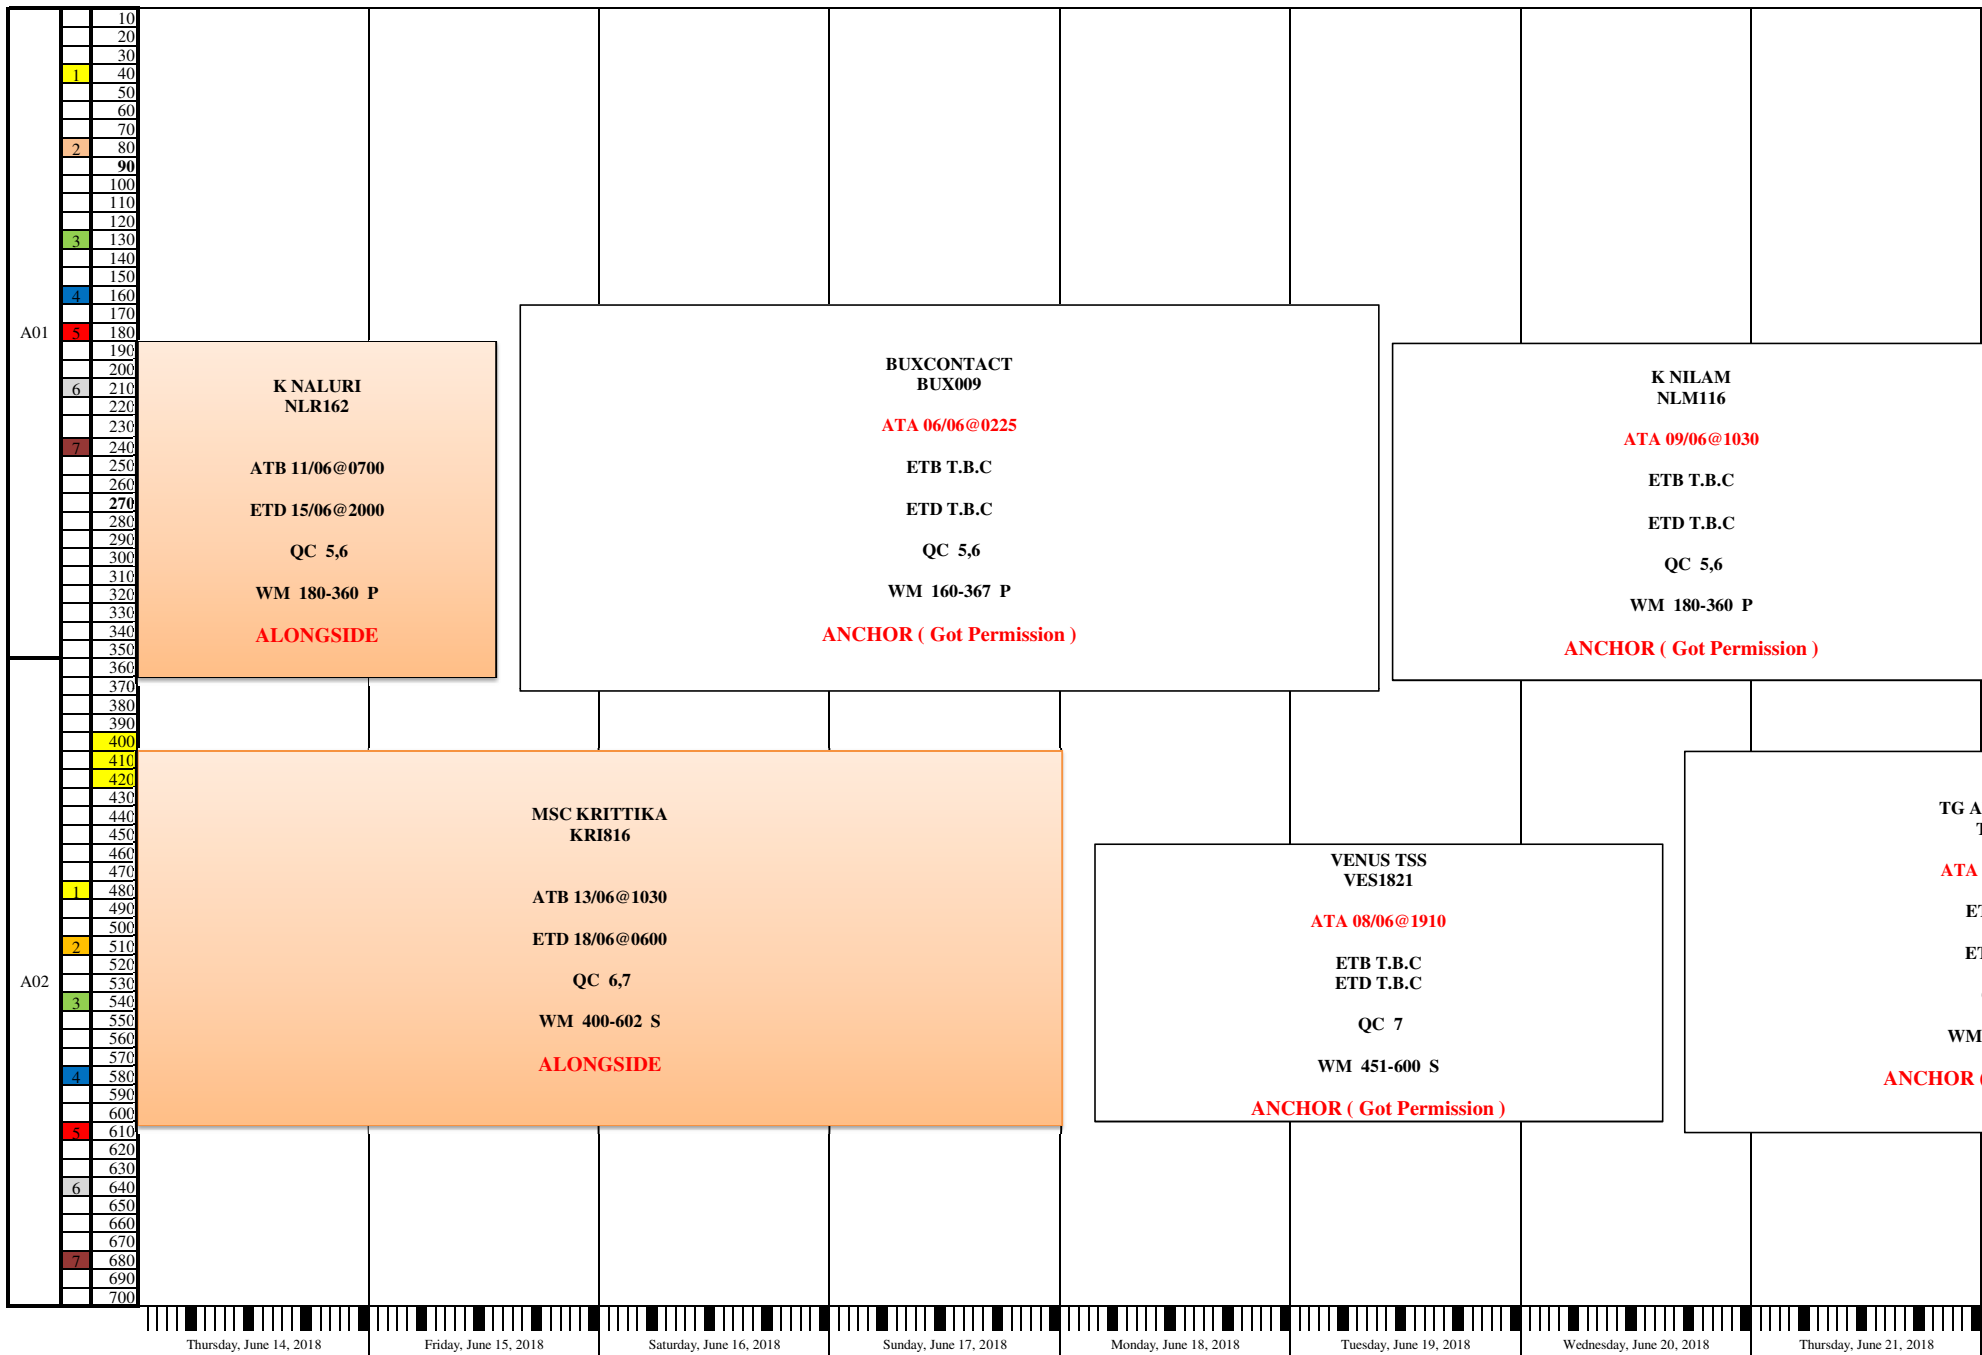 10
20
30
1 40
50
60
70
2 80
90
100
110
120
3 130
140
150
4 160
170
A01 5 180
190
200
6 210
220
230
7 240
250
260
270
280
290
300
310
320
330
340
350
360
370
380
390
400
410
420
430
440
450
460
470
1 480
490
500
2 510
520
A02 530
3 540
550
560
570
4 580
590
600
5 610
620
630
6 640
650
660
670
7 680
690
700
K NALURI
NLR162
ATB 11/06@0700
ETD 15/06@2000
QC 5,6
WM 180-360 P
ALONGSIDE
BUXCONTACT
BUX009
ATA 06/06@0225
ETB T.B.C
ETD T.B.C
QC 5,6
WM 160-367 P
ANCHOR ( Got Permission )
K NILAM
NLM116
ATA 09/06@1030
ETB T.B.C
ETD T.B.C
QC 5,6
WM 180-360 P
ANCHOR ( Got Permission )
MSC KRITTIKA
KRI816
ATB 13/06@1030
ETD 18/06@0600
QC 6,7
WM 400-602 S
ALONGSIDE
VENUS TSS
VES1821
ATA 08/06@1910
ETB T.B.C
ETD T.B.C
QC 7
WM 451-600 S
ANCHOR ( Got Permission )
TG A
T
ATA
ET
ET
WM
ANCHOR (
Thursday, June 14, 2018
Friday, June 15, 2018
Saturday, June 16, 2018
Sunday, June 17, 2018
Monday, June 18, 2018
Tuesday, June 19, 2018
Wednesday, June 20, 2018
Thursday, June 21, 2018